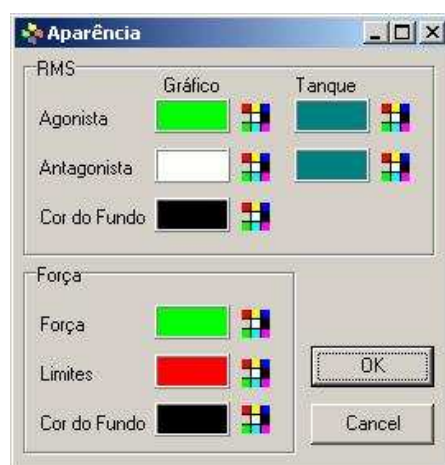 Aparência
RMS
Gráfico Tanque
Agonista
Antagonista
Cor do Fundo
Força
Força
Limites
Cor do Fundo
OK
Cancel